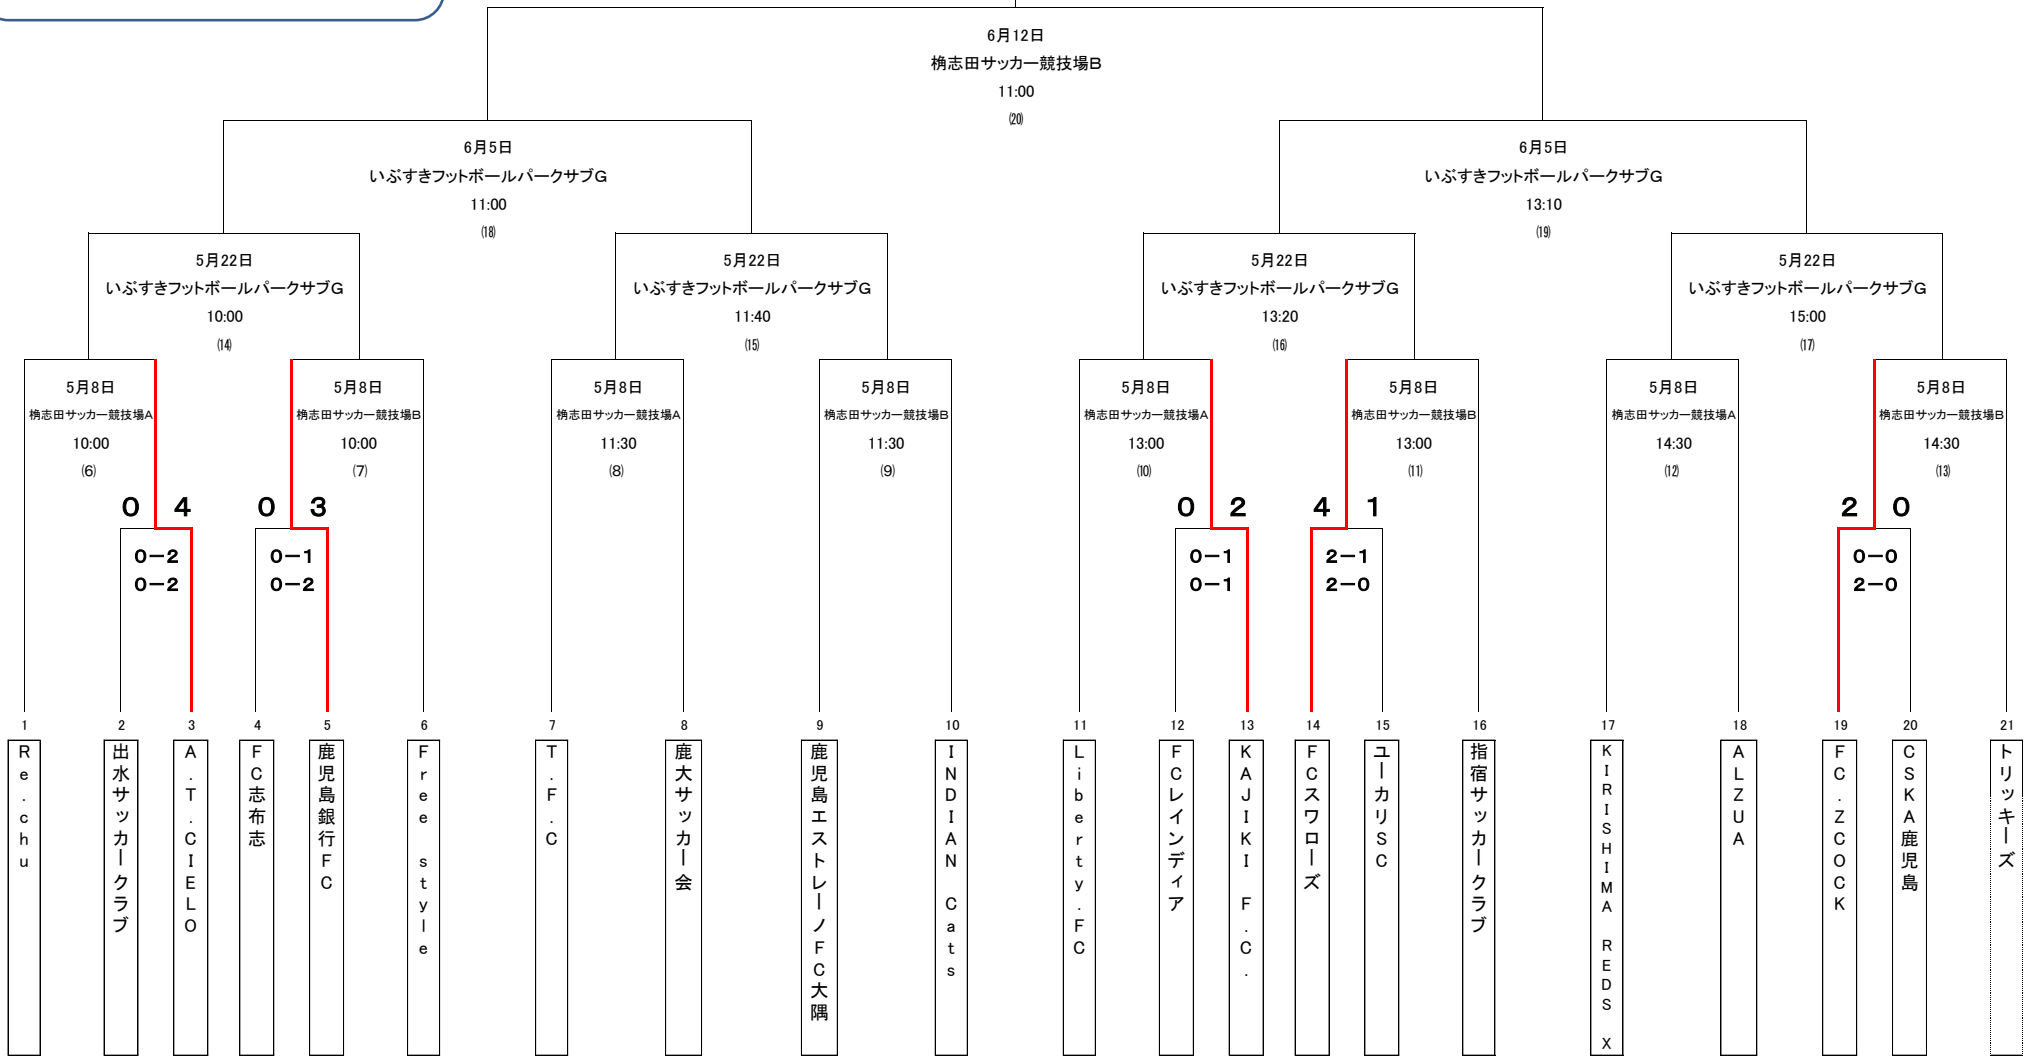 6月12日
桷志田サッカー競技場B
11:00
(20)
6月5日
いぶすきフットボールパークサブG
11:00
(18)
6月5日
いぶすきフットボールパークサブG
13:10
(19)
5月22日
いぶすきフットボールパークサブG
10:00
(14)
5月22日
いぶすきフットボールパークサブG
11:40
(15)
5月22日
いぶすきフットボールパークサブG
13:20
(16)
5月22日
いぶすきフットボールパークサブG
15:00
(17)
5月8日
桷志田サッカー競技場A
10:00
(6)
5月8日
桷志田サッカー競技場B
10:00
(7)
5月8日
桷志田サッカー競技場A
11:30
(8)
5月8日
桷志田サッカー競技場B
11:30
(9)
5月8日
桷志田サッカー競技場A
13:00
(10)
5月8日
桷志田サッカー競技場B
13:00
(11)
5月8日
桷志田サッカー競技場A
14:30
(12)
5月8日
桷志田サッカー競技場B
14:30
(13)
0 4
0-2
0-2
0 3
0-1
0-2
0 2
0-1
0-1
4 1
2-1
2-0
2 0
0-0
2-0
1
Re.chu
2
出水サッカークラブ
3
A.T.CIELO
4
FC志布志
5
鹿児島銀行FC
6
Free style
7
T.F.C
8
鹿大サッカー会
9
鹿児島エストレーノFC大隅
10
INDIAN Cats
11
Liberty.FC
12
FCレインディア
13
KAJIKI F.C.
14
FCスワローズ
15
ユーカリSC
16
指宿サッカークラブ
17
KIRISHIMA REDS X
18
ALZUA
19
FC.ZCOCK
20
CSKA鹿児島
21
トリッキーズ